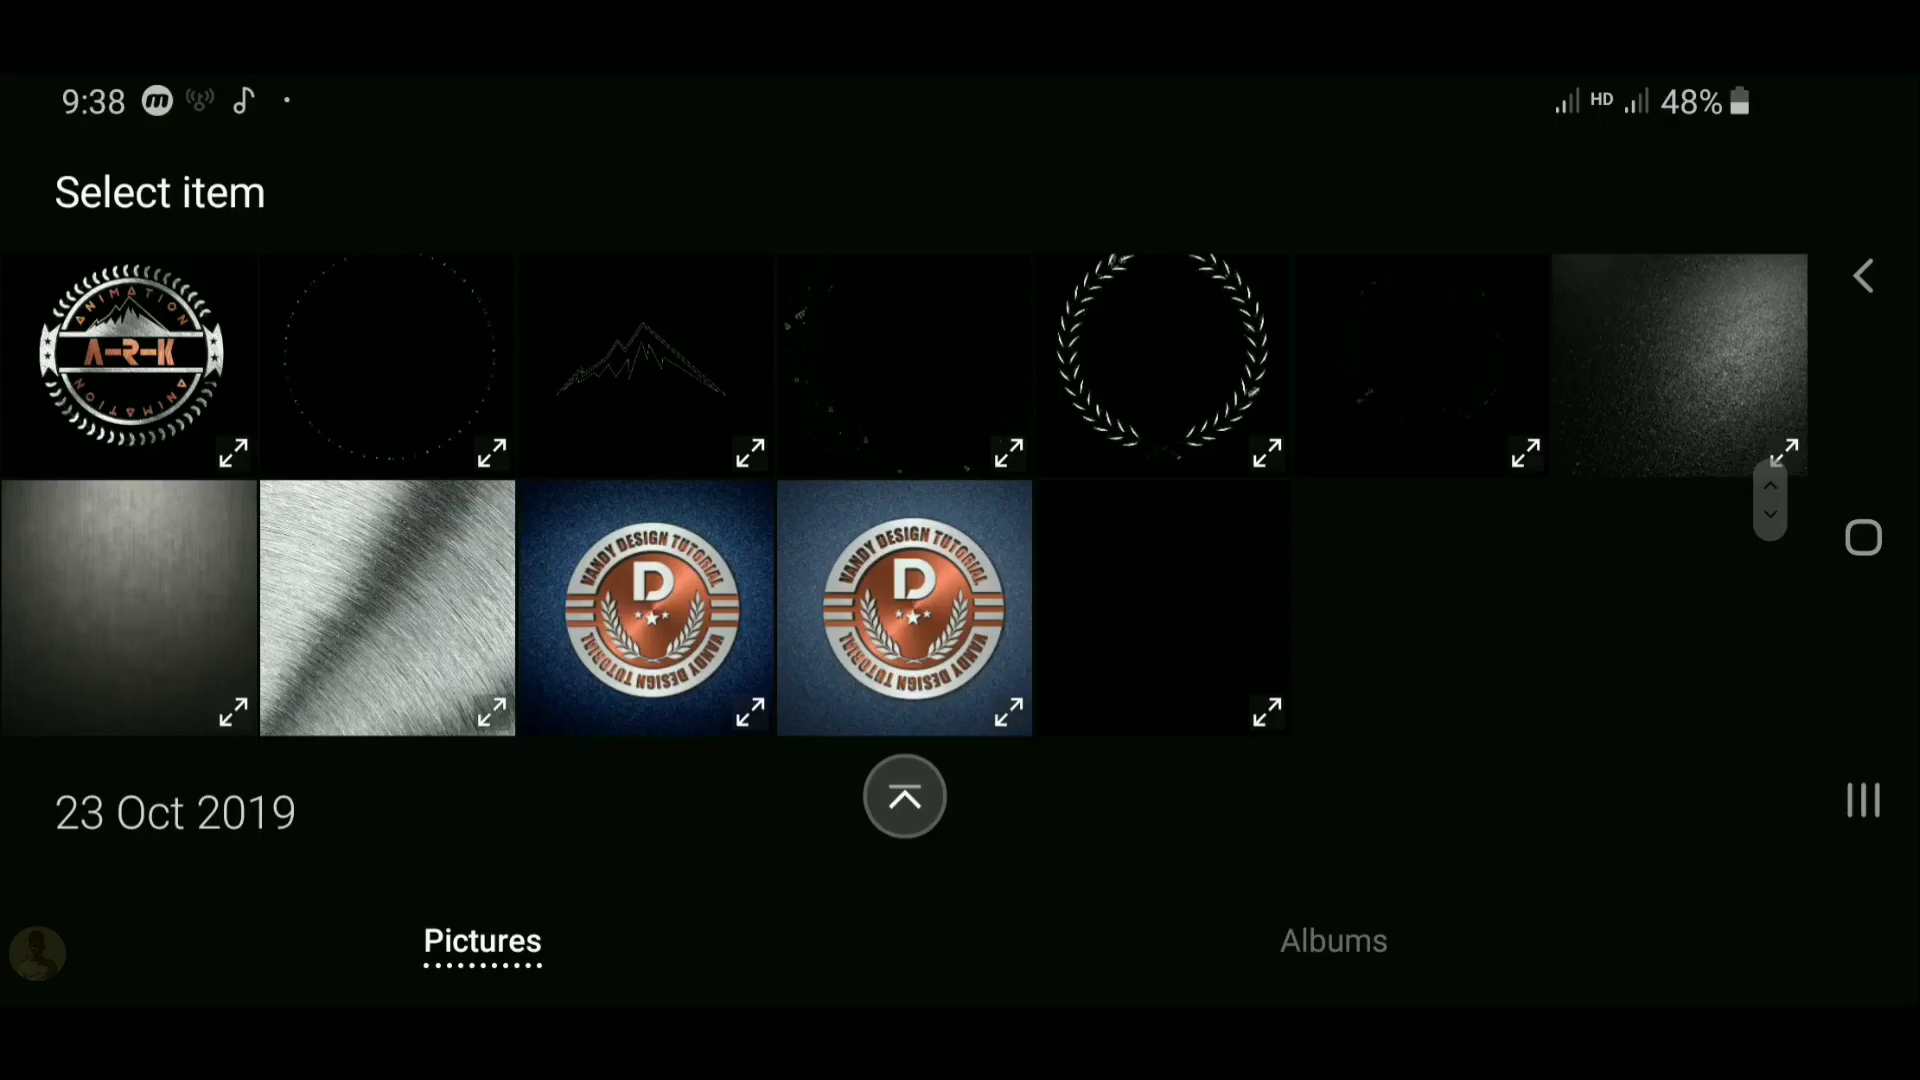 9:38 HD 48%
Select item
ANIMATION
A-R-K
ANIMATION
VANDY DESIGN TUTORIAL
D
VANDY DESIGN TUTORIAL
VANDY DESIGN TUTORIAL
D
VANDY DESIGN TUTORIAL
23 Oct 2019
Pictures
Albums